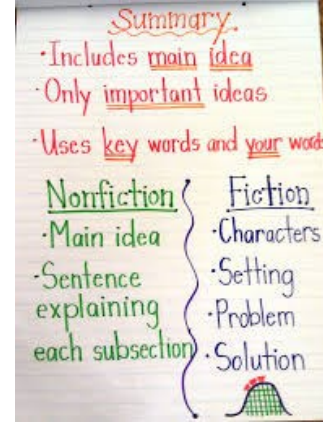 Summary
·Includes main idea
·Only important ideas
·Uses key words and your words
Nonfiction
·Main idea
·Sentence
explaining
each subsection
Fiction
·Characters
·Setting
·Problem
·Solution